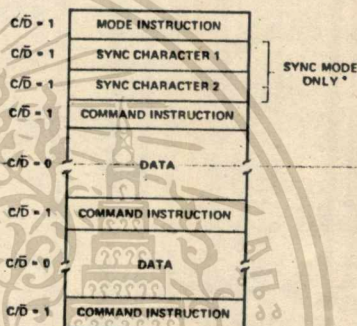 C/D̄ = 1 MODE INSTRUCTION
C/D̄ = 1 SYNC CHARACTER 1
SYNC MODE
ONLY *
C/D̄ = 1 SYNC CHARACTER 2
C/D̄ = 1 COMMAND INSTRUCTION
C/D̄ = 0 DATA
C/D̄ = 1 COMMAND INSTRUCTION
C/D̄ = 0 DATA
C/D̄ = 1 COMMAND INSTRUCTION